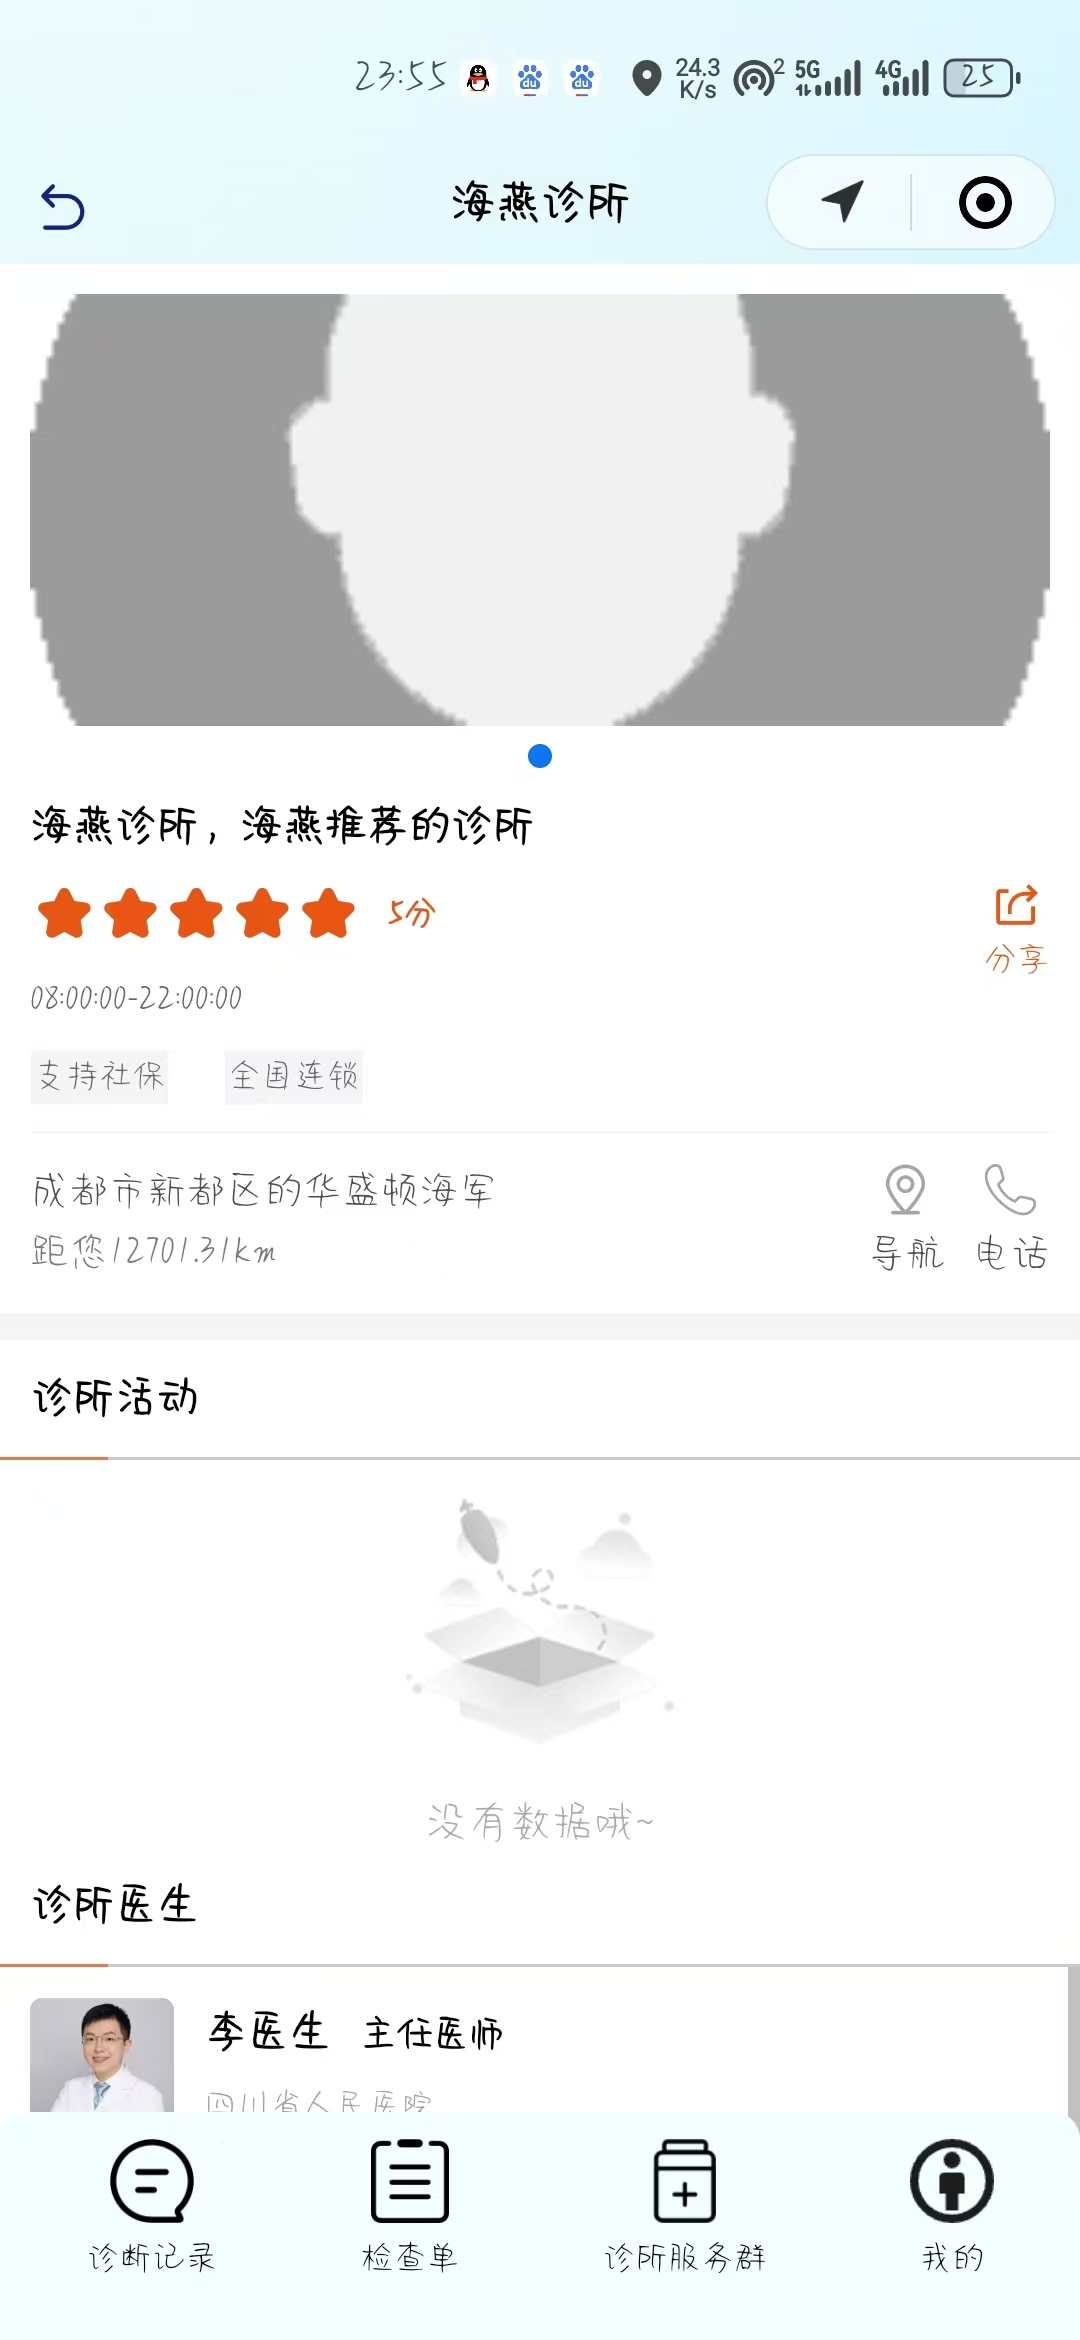 23:55 du du 24.3 K/s 2 5G 4G 25
海燕诊所
海燕诊所，海燕推荐的诊所
5分
分享
08:00:00-22:00:00
支持社保 全国连锁
成都市新都区的华盛顿海军
距您12701.31km
导航 电话
诊所活动
没有数据哦~
诊所医生
李医生 主任医师
四川省人民医院
诊断记录 检查单 诊所服务群 我的